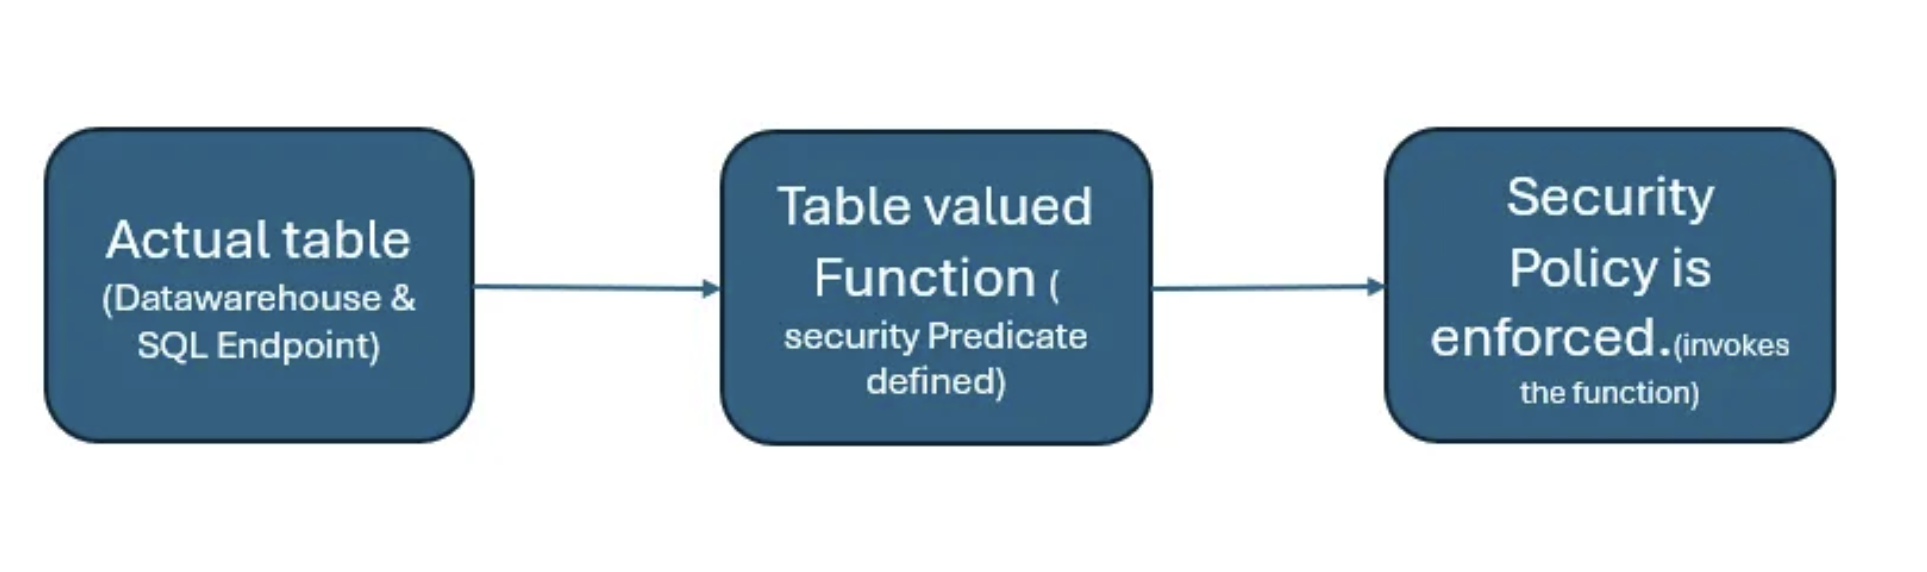 Actual table
(Datawarehouse &
SQL Endpoint)
Table valued
Function (
security Predicate
defined)
Security
Policy is
enforced.(invokes
the function)